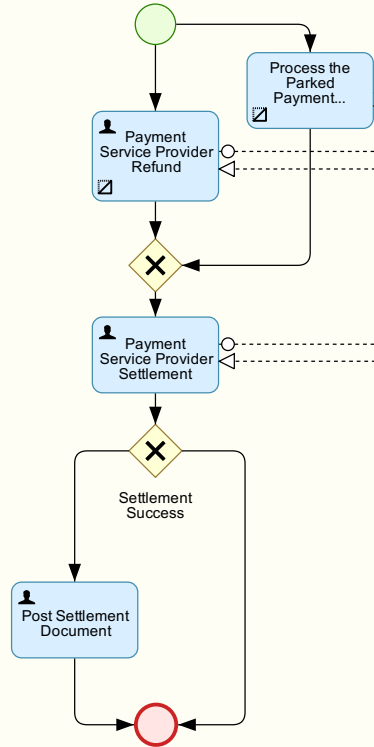 Process the
Parked
Payment...
Payment
Service Provider
Refund
Payment
Service Provider
Settlement
Settlement
Success
Post Settlement
Document